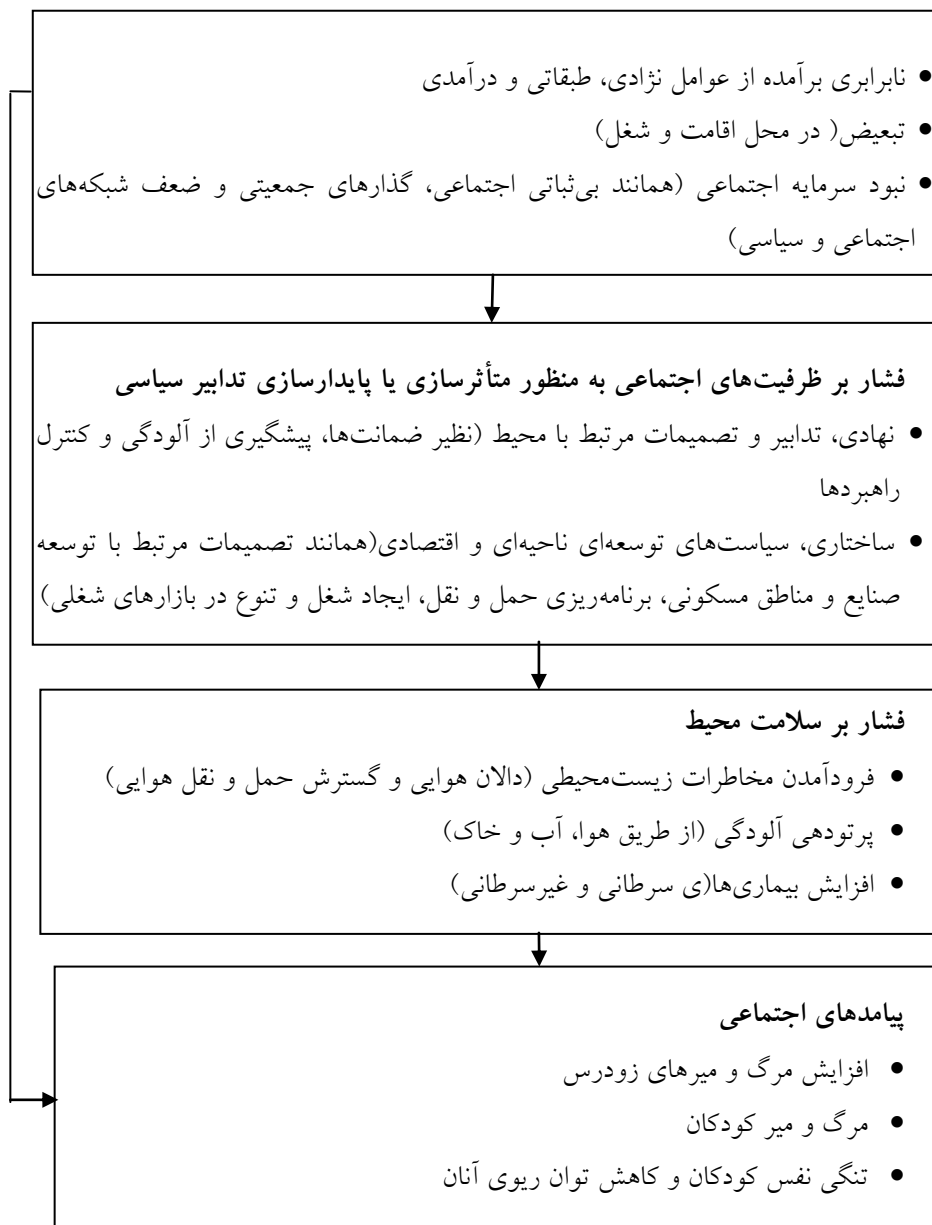 • نابرابری برآمده از عوامل نژادی، طبقاتی و درآمدی
• تبعیض( در محل اقامت و شغل)
• نبود سرمایه اجتماعی (همانند بی‌ثباتی اجتماعی، گذارهای جمعیتی و ضعف شبکه‌های
اجتماعی و سیاسی)
فشار بر ظرفیت‌های اجتماعی به منظور متأثرسازی یا پایدارسازی تدابیر سیاسی
• نهادی، تدابیر و تصمیمات مرتبط با محیط (نظیر ضمانت‌ها، پیشگیری از آلودگی و کنترل
راهبردها
• ساختاری، سیاست‌های توسعه‌ای ناحیه‌ای و اقتصادی(همانند تصمیمات مرتبط با توسعه
صنایع و مناطق مسکونی، برنامه‌ریزی حمل و نقل، ایجاد شغل و تنوع در بازارهای شغلی)
فشار بر سلامت محیط
• فرودآمدن مخاطرات زیست‌محیطی (دالان هوایی و گسترش حمل و نقل هوایی)
• پرتودهی آلودگی (از طریق هوا، آب و خاک)
• افزایش بیماری‌ها(ی سرطانی و غیرسرطانی)
پیامدهای اجتماعی
• افزایش مرگ و میرهای زودرس
• مرگ و میر کودکان
• تنگی نفس کودکان و کاهش توان ریوی آنان